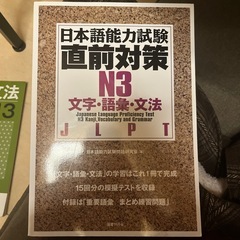 日本語能力試験
直前対策
N3
文字・語彙・文法
Japanese Language Proficiency Test
N3 Kanji, Vocabulary and Grammar
JLPT
文字・語彙・文法」の学習はこれ1冊で完成
15回分の模擬テストを収録
付録は「重要語彙 まとめ練習問題」
文法
3